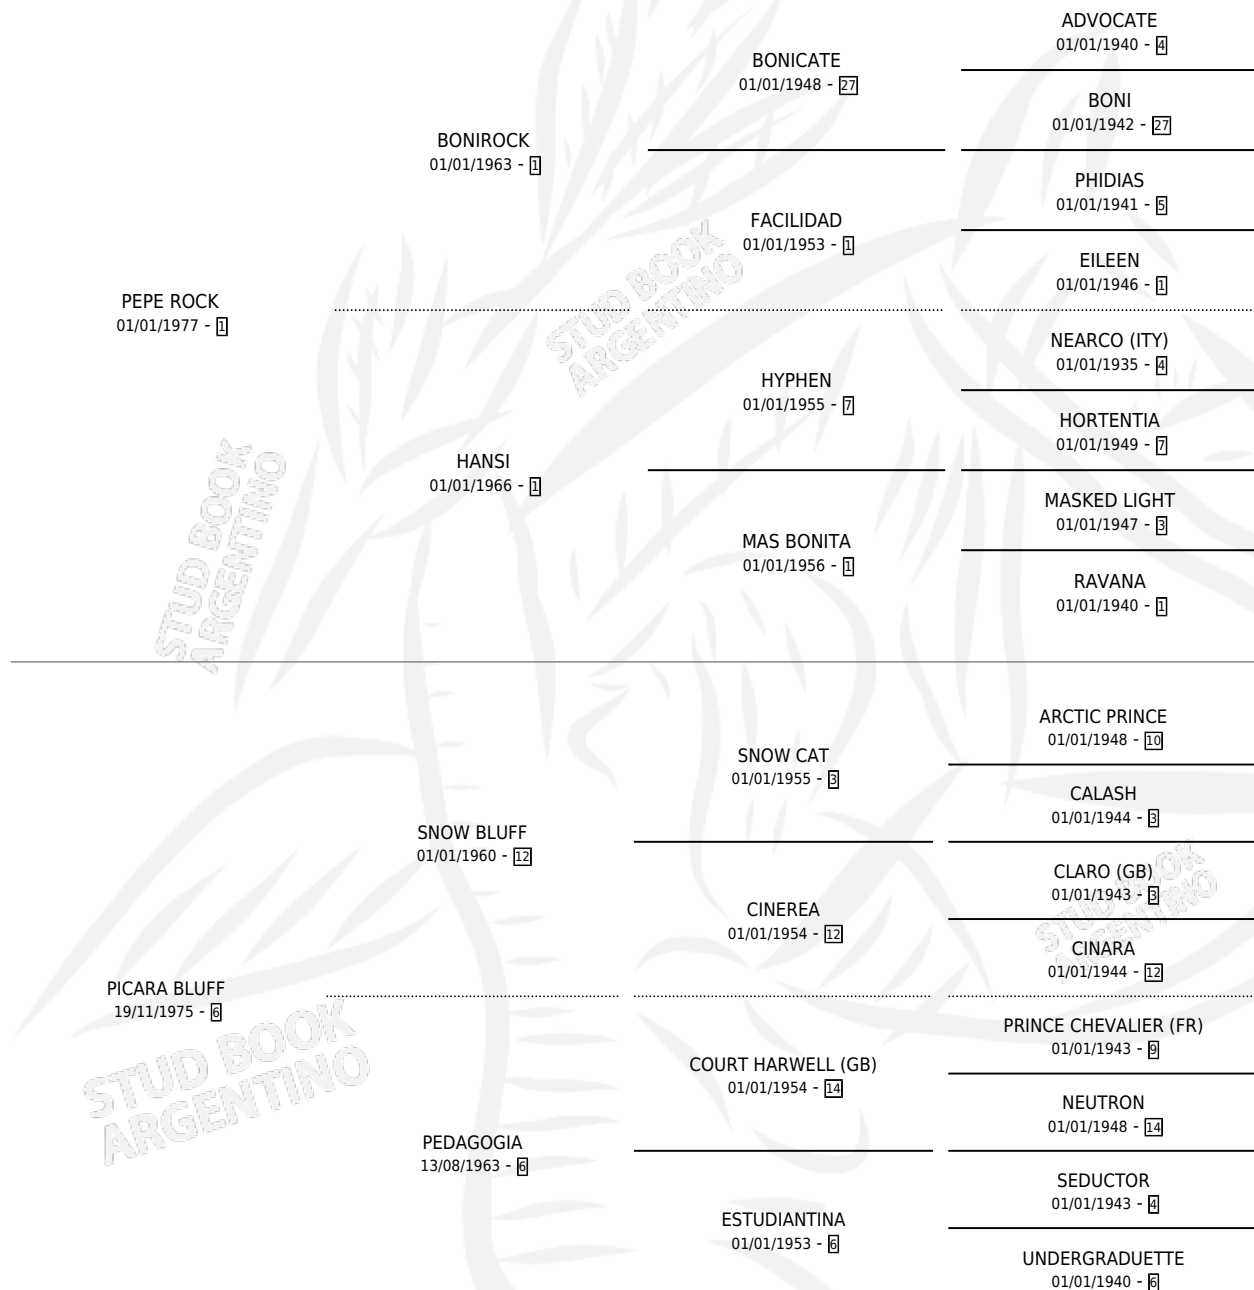 ADVOCATE
01/01/1940 - 4
BONICATE
01/01/1948 - 27
BONI
01/01/1942 - 27
BONIROCK
01/01/1963 - 1
PHIDIAS
01/01/1941 - 5
FACILIDAD
01/01/1953 - 1
EILEEN
01/01/1946 - 1
PEPE ROCK
01/01/1977 - 1
NEARCO (ITY)
01/01/1935 - 4
HYPHEN
01/01/1955 - 7
HORTENTIA
01/01/1949 - 7
HANSI
01/01/1966 - 1
MASKED LIGHT
01/01/1947 - 3
MAS BONITA
01/01/1956 - 1
RAVANA
01/01/1940 - 1
ARCTIC PRINCE
01/01/1948 - 10
SNOW CAT
01/01/1955 - 3
CALASH
01/01/1944 - 3
SNOW BLUFF
01/01/1960 - 12
CLARO (GB)
01/01/1943 - 3
CINEREA
01/01/1954 - 12
CINARA
01/01/1944 - 12
PICARA BLUFF
19/11/1975 - 6
PRINCE CHEVALIER (FR)
01/01/1943 - 9
COURT HARWELL (GB)
01/01/1954 - 14
NEUTRON
01/01/1948 - 14
PEDAGOGIA
13/08/1963 - 6
SEDUCTOR
01/01/1943 - 4
ESTUDIANTINA
01/01/1953 - 6
UNDERGRADUETTE
01/01/1940 - 6
STUD BOOK
ARGENTINO
STUD BOOK
ARGENTINO
STUD BOOK
ARGENTINO
STUD BOOK
ARGENTINO